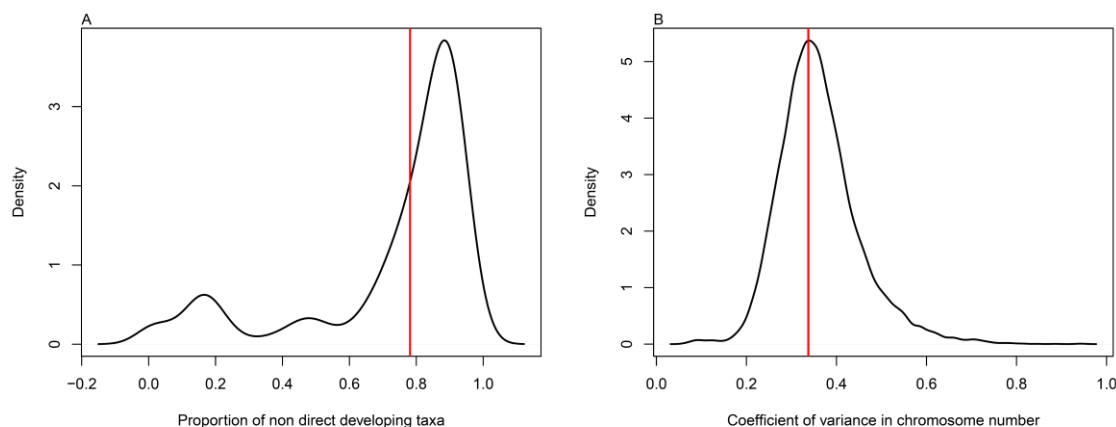 A
Density
3
2
1
0
−0.2 0.0 0.2 0.4 0.6 0.8 1.0
Proportion of non direct developing taxa
B
Density
5
4
3
2
1
0
0.0 0.2 0.4 0.6 0.8 1.0
Coefficient of variance in chromosome number